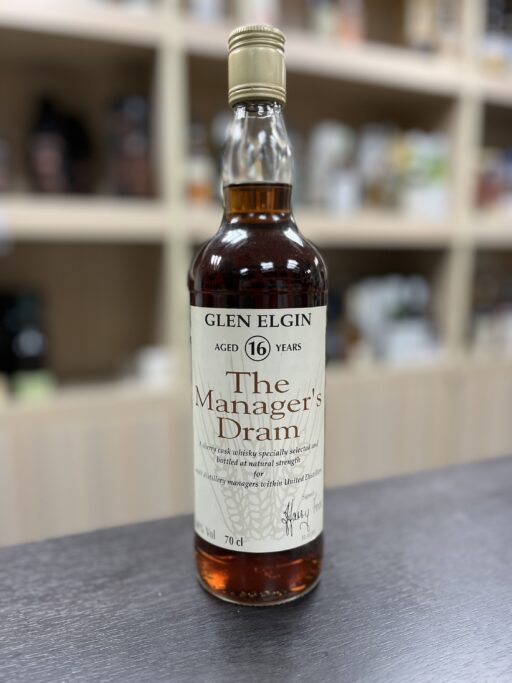 GLEN ELGIN
AGED 16 YEARS
The
Manager's
Dram
A sherry cask whisky specially selected and
bottled at natural strength
for
distillery managers within United
Vol 70 cl